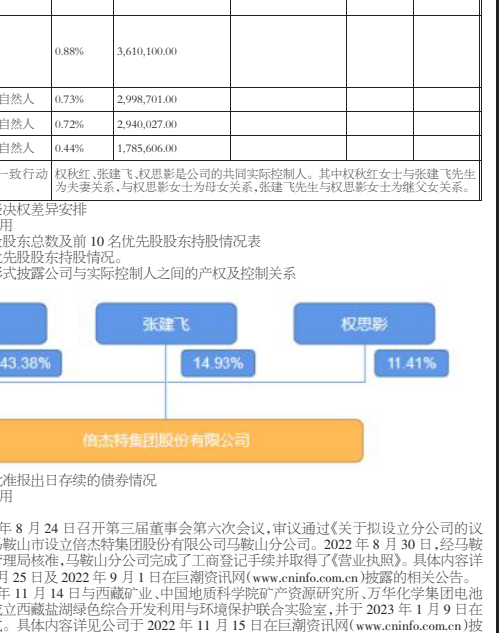 0.88% 3,610,100.00
自然人 0.73% 2,998,701.00
自然人 0.72% 2,940,027.00
自然人 0.44% 1,785,606.00
一致行动 权秋红、张建飞、权思影是公司的共同实际控制人。其中权秋红女士与张建飞先生
为夫妻关系,与权思影女士为母女关系,张建飞先生与权思影女士为继父女关系。
决权差异安排
用
股东总数及前 10 名优先股股东持股情况表
先股股东持股情况。
形式披露公司与实际控制人之间的产权及控制关系
张建飞 权思影
43.38% 14.93% 11.41%
倍杰特集团股份有限公司
批准报出日存续的债券情况
用
年 8 月 24 日召开第三届董事会第六次会议,审议通过《关于拟设立分公司的议
马鞍山市设立倍杰特集团股份有限公司马鞍山分公司。2022 年 8 月 30 日,经马鞍
管理局核准,马鞍山分公司完成了工商登记手续并取得了《营业执照》。具体内容详
月 25 日及 2022 年 9 月 1 日在巨潮资讯网(www.cninfo.com.cn)披露的相关公告。
年 11 月 14 日与西藏矿业、中国地质科学院矿产资源研究所、万华化学集团电池
成立西藏盐湖绿色综合开发利用与环境保护联合实验室,并于 2023 年 1 月 9 日在
。具体内容详见公司于 2022 年 11 月 15 日在巨潮资讯网(www.cninfo.com.cn)披